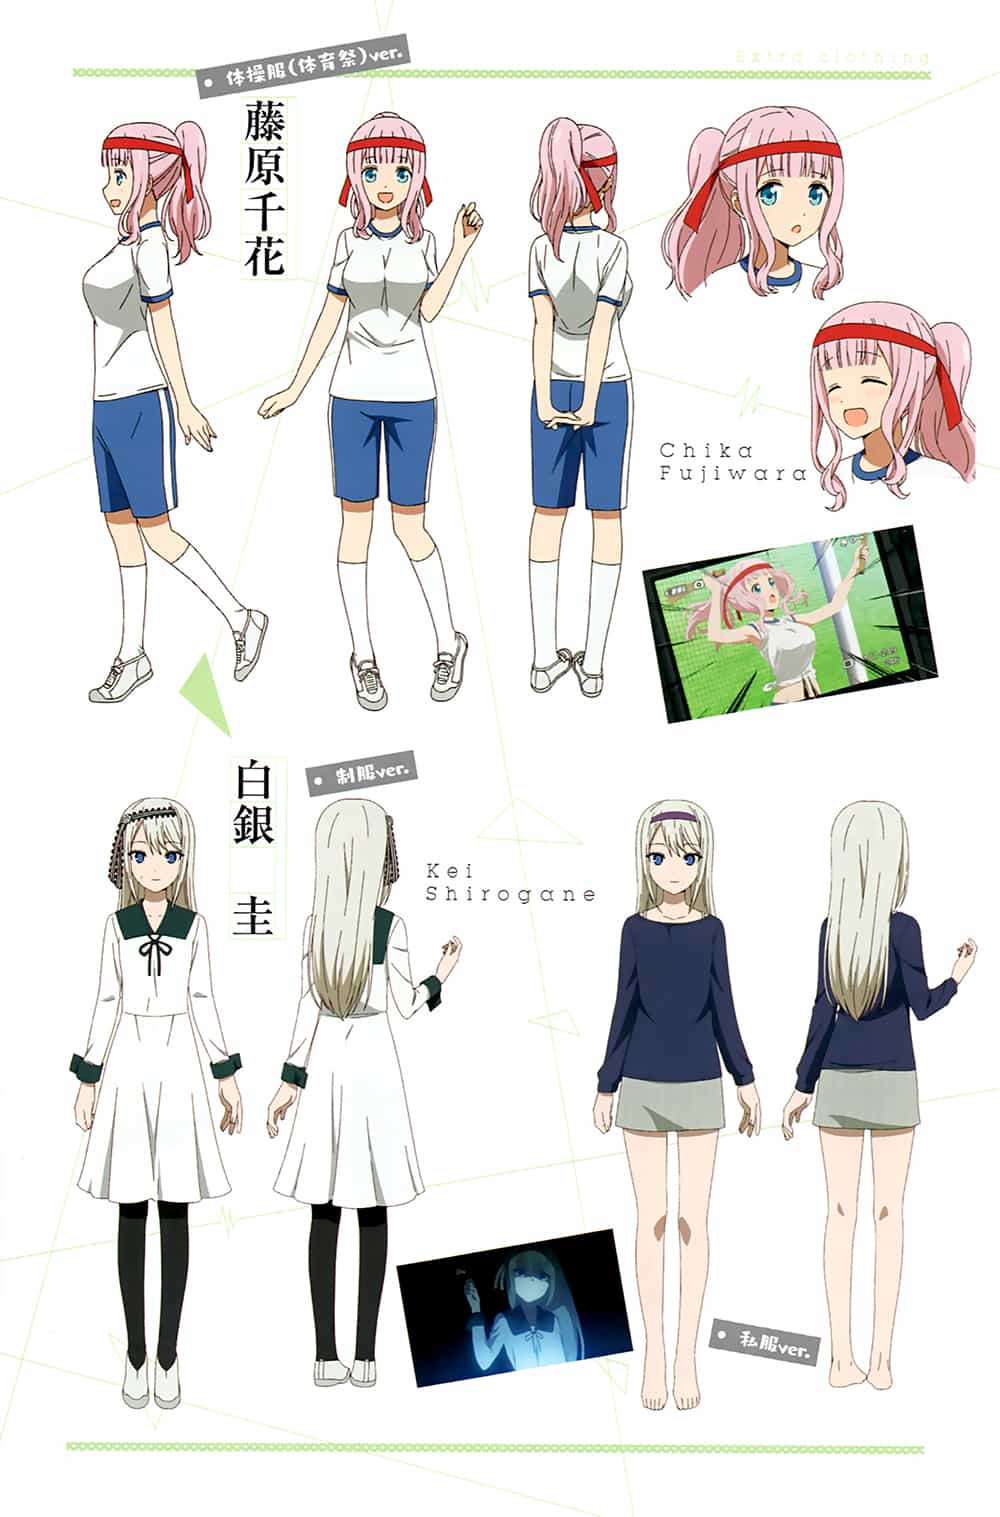 Extra clothing
体操服(体育祭)ver.
藤原千花
Chika
Fujiwara
白銀 圭
制服ver.
Kei
Shirogane
私服ver.